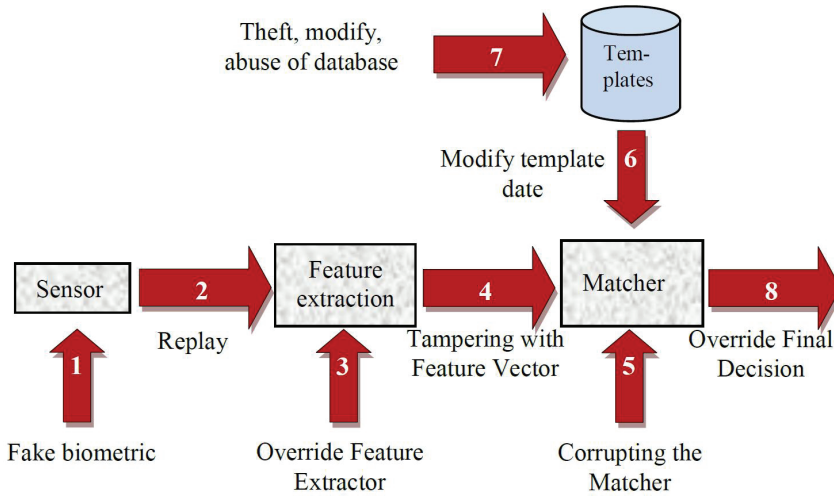 Theft, modify,
abuse of database
7
Tem-
plates
Modify template
date
6
Sensor
2
Replay
Feature
extraction
4
Tampering with
Feature Vector
Matcher
8
Override Final
Decision
1
Fake biometric
3
Override Feature
Extractor
5
Corrupting the
Matcher